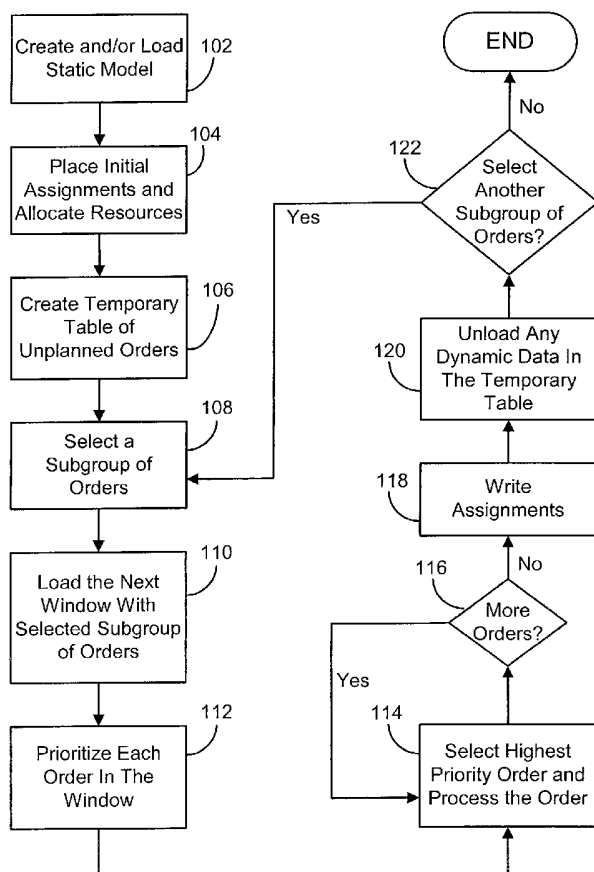 Create and/or Load
Static Model
102
104
Place Initial
Assignments and
Allocate Resources
106
Create Temporary
Table of
Unplanned Orders
108
Select a
Subgroup of
Orders
110
Load the Next
Window With
Selected Subgroup
of Orders
112
Prioritize Each
Order In The
Window
END
No
122
Select
Another
Subgroup of
Orders?
Yes
Unload Any
Dynamic Data In
The Temporary
Table
120
118
Write
Assignments
No
116
More
Orders?
Yes
114
Select Highest
Priority Order and
Process the Order